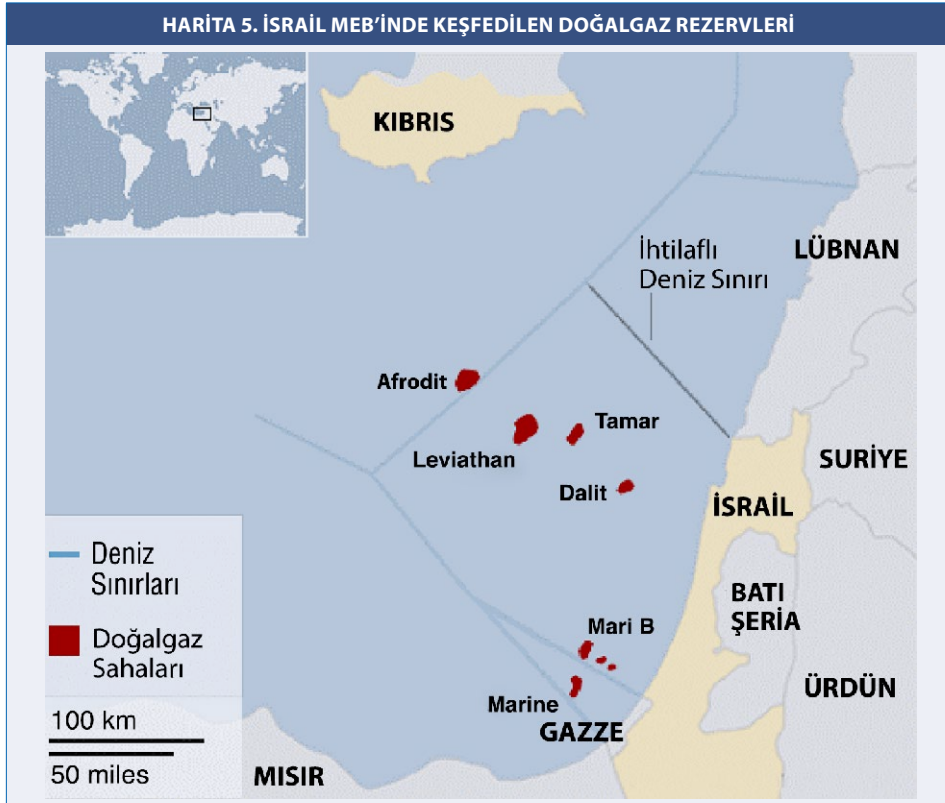 HARİTA 5. İSRAİL MEB'İNDE KEŞFEDİLEN DOĞALGAZ REZERVLERİ
KIBRIS
İhtilaflı
Deniz Sınırı
LÜBNAN
Afrodit
Tamar
Leviathan
SURİYE
Dalit
İSRAİL
Deniz
Sınırları
BATI
ŞERİA
Mari B
Doğalgaz
Sahaları
ÜRDÜN
Marine
GAZZE
100 km
50 miles
MISIR